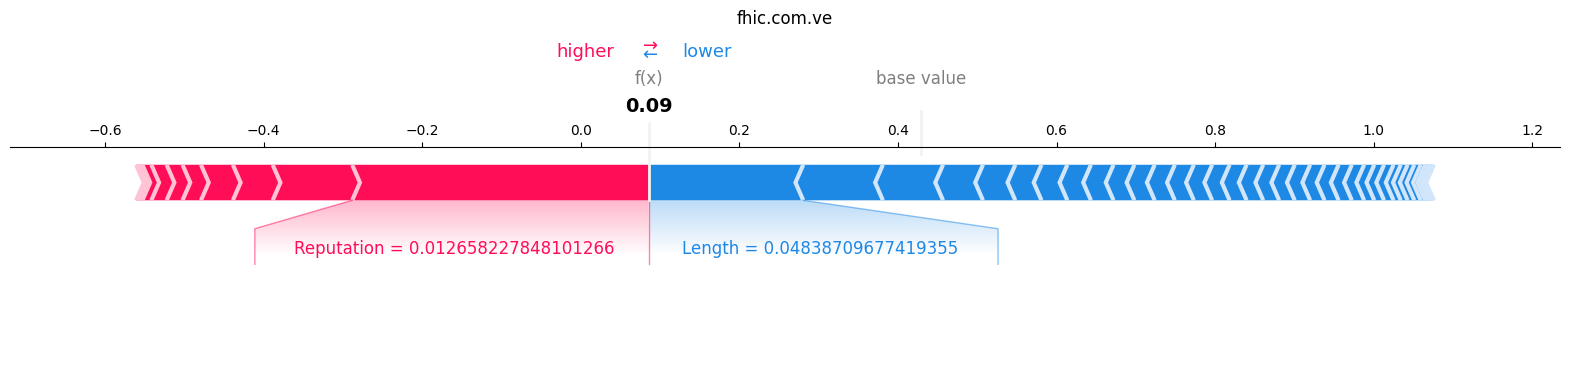 fhic.com.ve
higher → ← lower
f(x) base value
0.09
−0.6 −0.4 −0.2 0.0 0.2 0.4 0.6 0.8 1.0 1.2
Reputation = 0.012658227848101266 Length = 0.04838709677419355